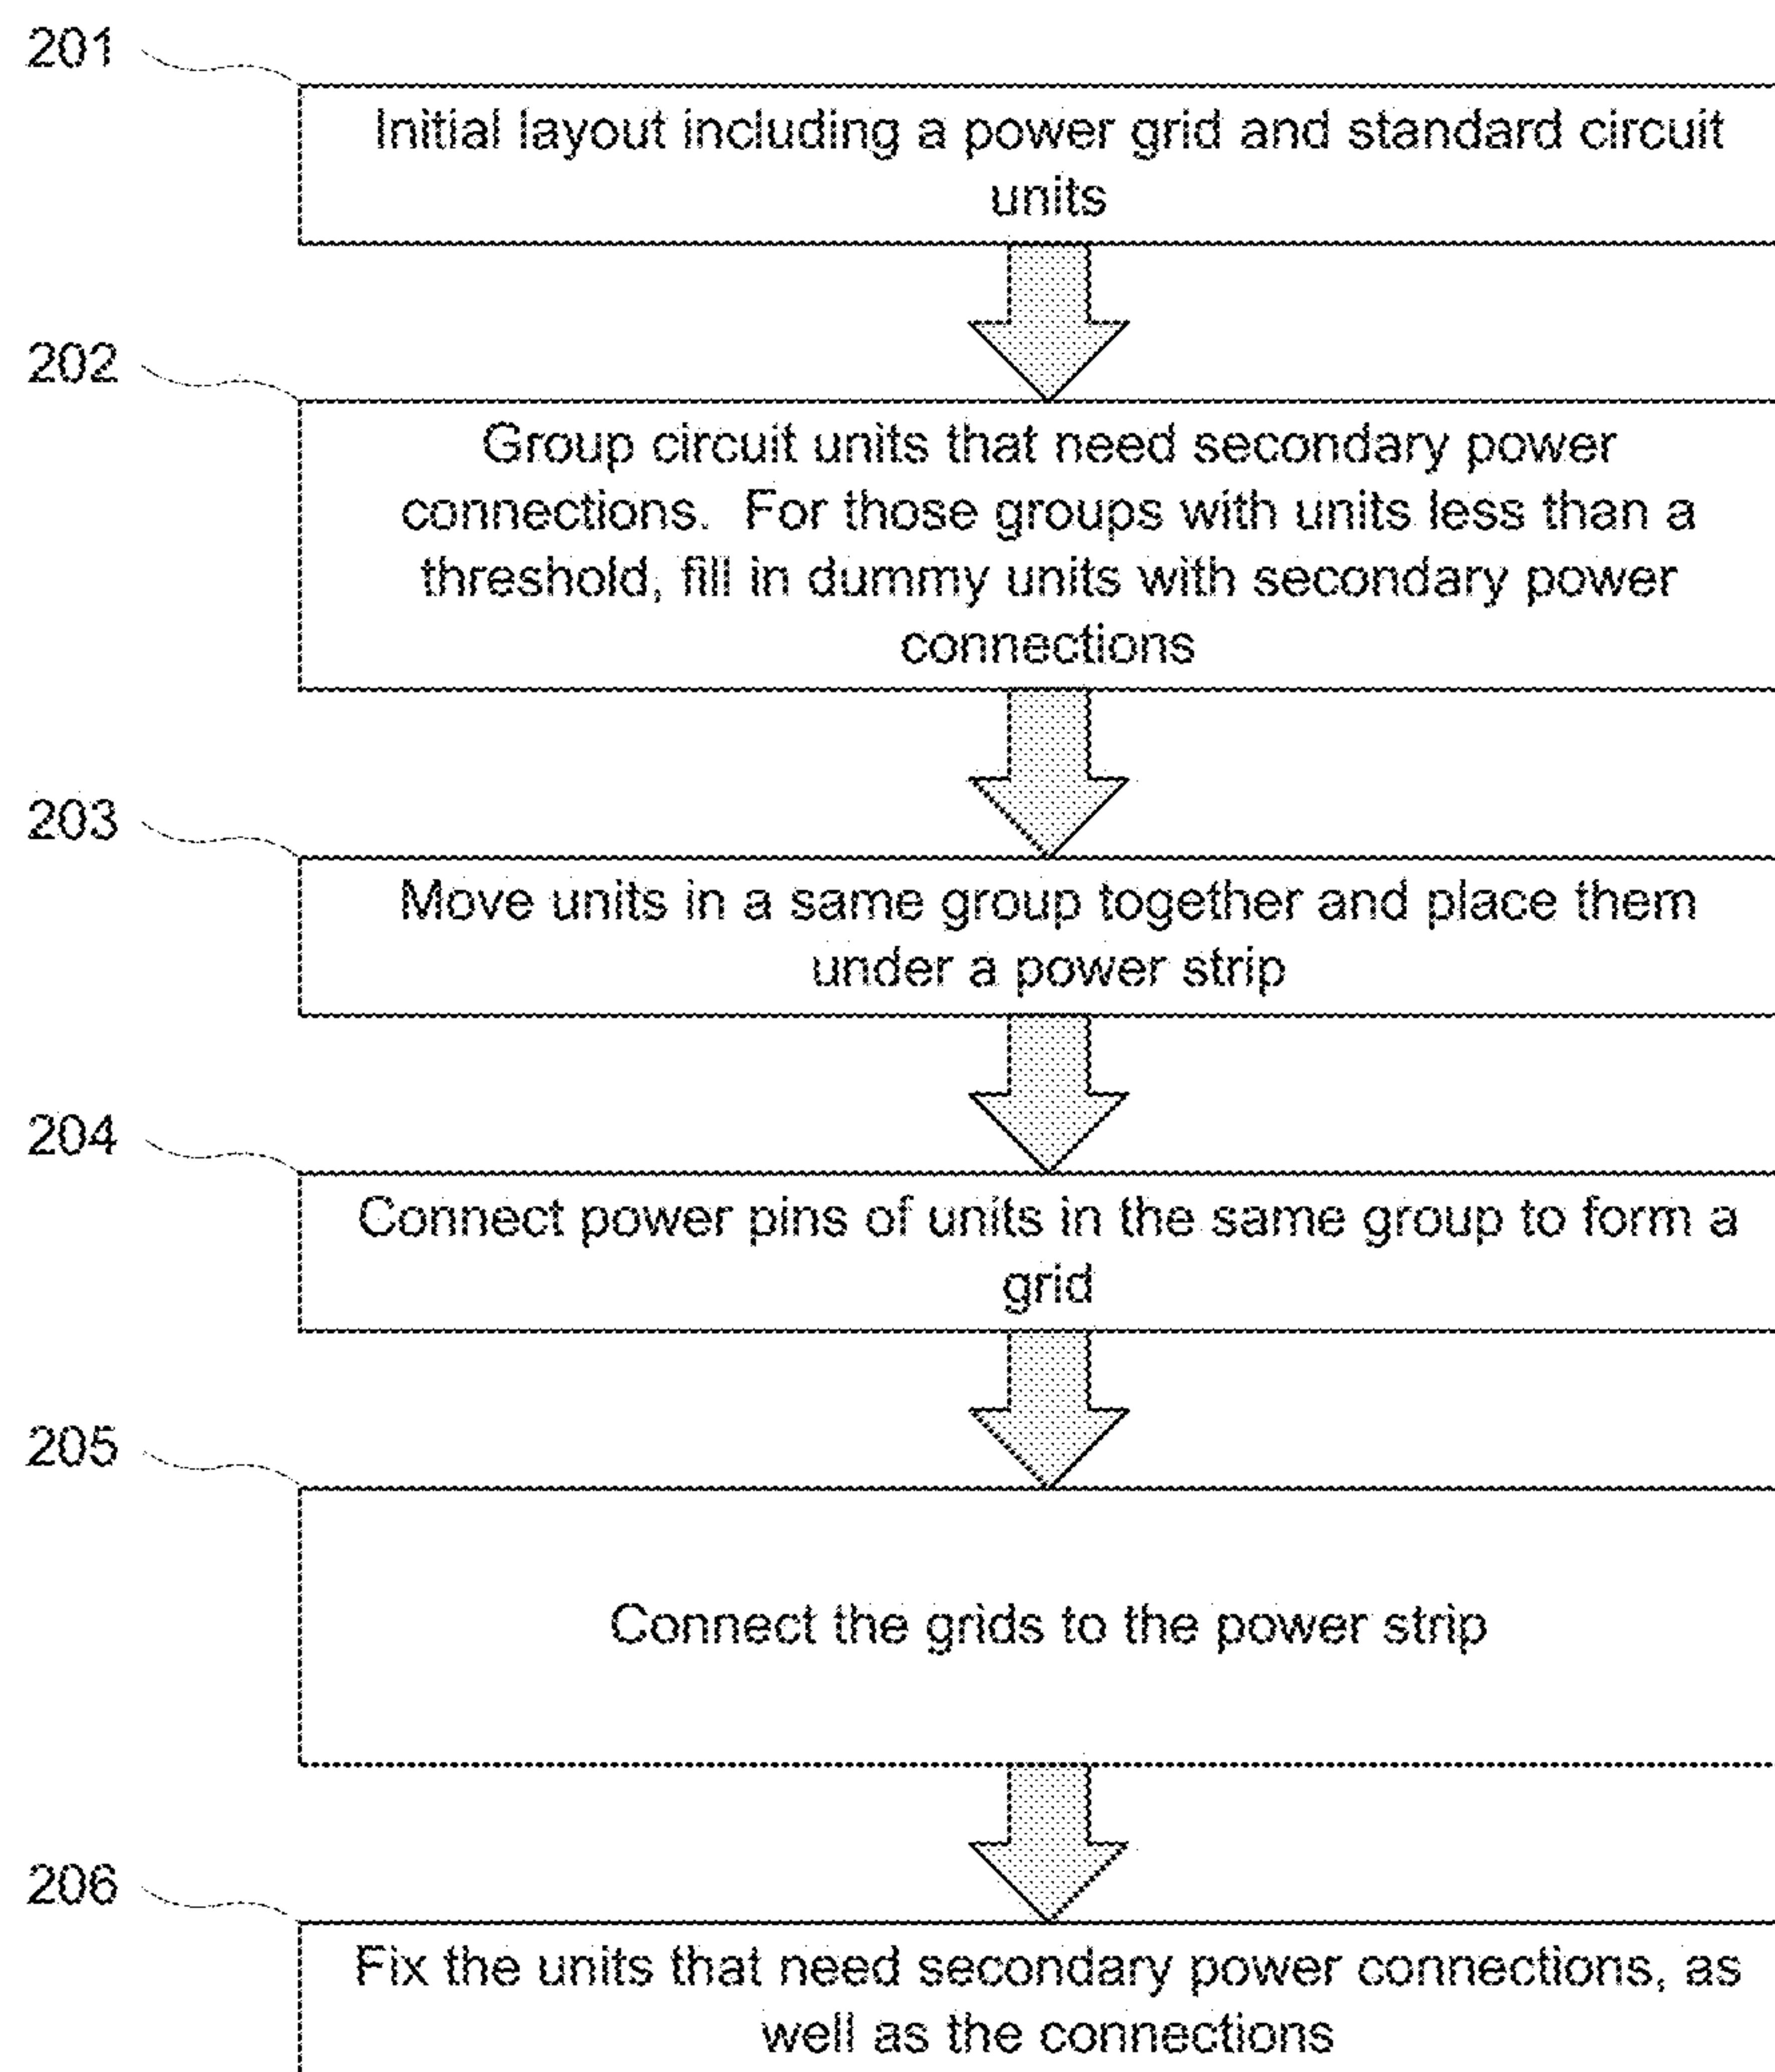 201
Initial layout including a power grid and standard circuit
units
202
Group circuit units that need secondary power
connections. For those groups with units less than a
threshold, fill in dummy units with secondary power
connections
203
Move units in a same group together and place them
under a power strip
204
Connect power pins of units in the same group to form a
grid
205
Connect the grids to the power strip
206
Fix the units that need secondary power connections, as
well as the connections